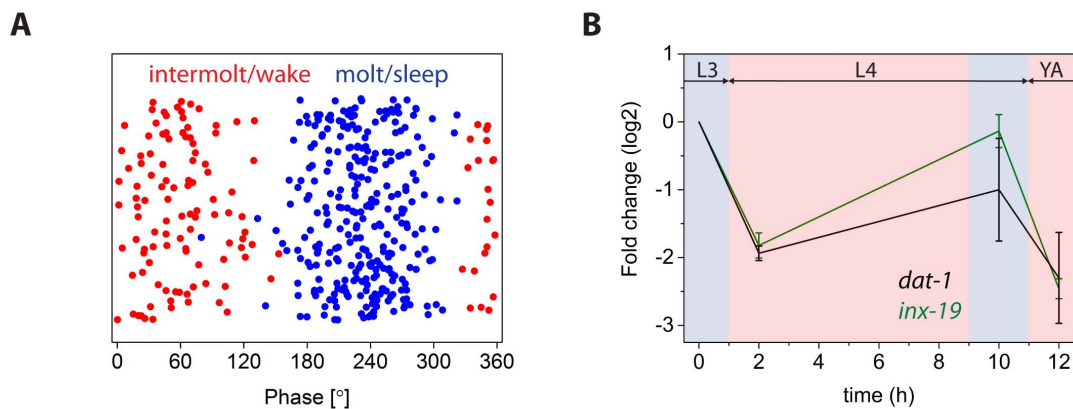 A
intermolt/wake molt/sleep
0 60 120 180 240 300 360
Phase [°]
B
1
0
-1
-2
-3
Fold change (log2)
L3 L4 YA
dat-1
inx-19
0 2 4 6 8 10 12
time (h)